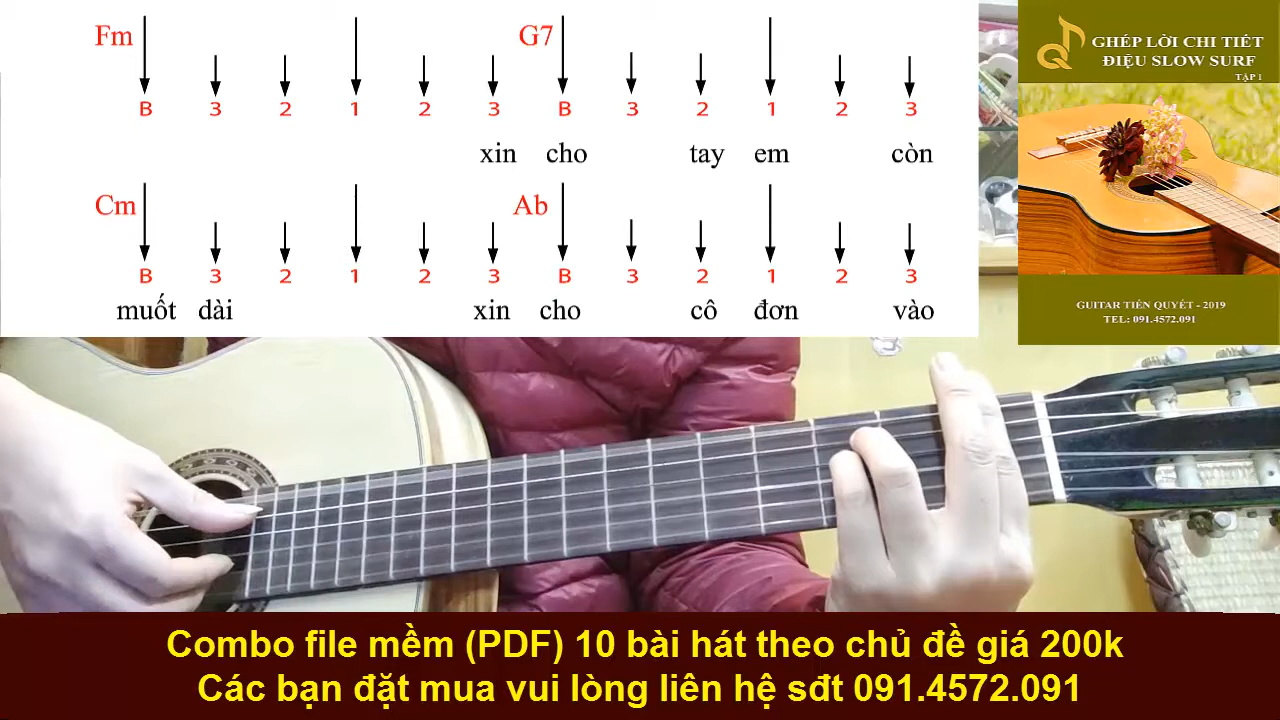 Fm G7
B 3 2 1 2 3 B 3 2 1 2 3
xin cho tay em còn
Cm Ab
B 3 2 1 2 3 B 3 2 1 2 3
muốt dài xin cho cô đơn vào
GHÉP LỜI CHI TIẾT
ĐIỆU SLOW SURF
TẬP 1
GUITAR TIẾN QUYẾT - 2019
TEL: 091.4572.091
Combo file mềm (PDF) 10 bài hát theo chủ đề giá 200k
Các bạn đặt mua vui lòng liên hệ sđt 091.4572.091